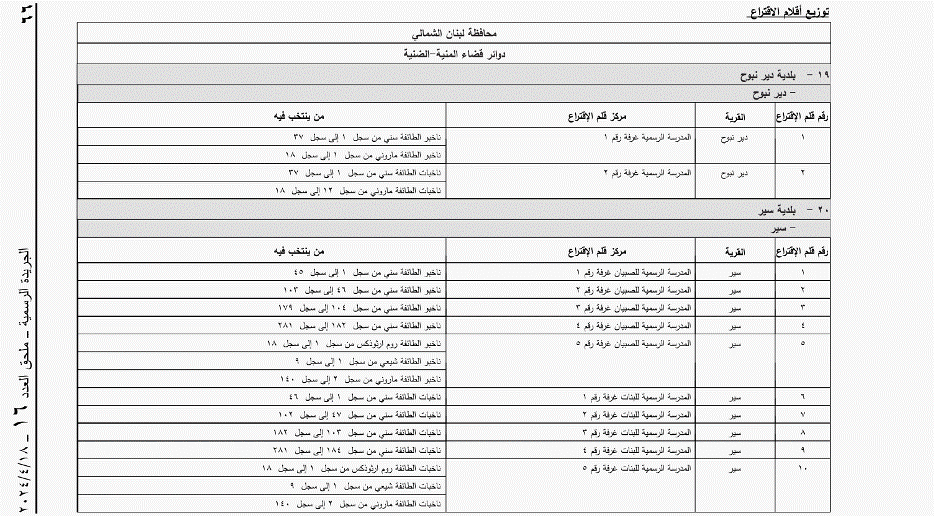 توزيع أقلام الإقتراع
محافظة لبنان الشمالي
دوائر قضاء المنية-الضنية
١٩ - بلدية دير نبوح
- دير نبوح
رقم قلم الإقتراع القرية مركز قلم الإقتراع من ينتخب فيه
١ دير نبوح المدرسة الرسمية غرفة رقم ١ ناخبو الطائفة سني من سجل ١ إلى سجل ٣٧
ناخبو الطائفة ماروني من سجل ١ إلى سجل ١٨
٢ دير نبوح المدرسة الرسمية غرفة رقم ٢ ناخبات الطائفة سني من سجل ١ إلى سجل ٣٧
ناخبات الطائفة ماروني من سجل ١٢ إلى سجل ١٨
٢٠ - بلدية سير
- سير
رقم قلم الإقتراع القرية مركز قلم الإقتراع من ينتخب فيه
١ سير المدرسة الرسمية للصبيان غرفة رقم ١ ناخبو الطائفة سني من سجل ١ إلى سجل ٤٥
٢ سير المدرسة الرسمية للصبيان غرفة رقم ٢ ناخبو الطائفة سني من سجل ٤٦ إلى سجل ١٠٣
٣ سير المدرسة الرسمية للصبيان غرفة رقم ٣ ناخبو الطائفة سني من سجل ١٠٤ إلى سجل ١٧٩
٤ سير المدرسة الرسمية للصبيان غرفة رقم ٤ ناخبو الطائفة سني من سجل ١٨٢ إلى سجل ٢٨١
٥ سير المدرسة الرسمية للصبيان غرفة رقم ٥ ناخبو الطائفة روم ارثوذكس من سجل ١ إلى سجل ١٨
ناخبو الطائفة شيعي من سجل ١ إلى سجل ٩
ناخبو الطائفة ماروني من سجل ٢ إلى سجل ١٤٠
٦ سير المدرسة الرسمية للبنات غرفة رقم ١ ناخبات الطائفة سني من سجل ١ إلى سجل ٤٦
٧ سير المدرسة الرسمية للبنات غرفة رقم ٢ ناخبات الطائفة سني من سجل ٤٧ إلى سجل ١٠٢
٨ سير المدرسة الرسمية للبنات غرفة رقم ٣ ناخبات الطائفة سني من سجل ١٠٣ إلى سجل ١٨٢
٩ سير المدرسة الرسمية للبنات غرفة رقم ٤ ناخبات الطائفة سني من سجل ١٨٤ إلى سجل ٢٨١
١٠ سير المدرسة الرسمية للبنات غرفة رقم ٥ ناخبات الطائفة روم ارثوذكس من سجل ١ إلى سجل ١٨
ناخبات الطائفة شيعي من سجل ١ إلى سجل ٩
ناخبات الطائفة ماروني من سجل ٢ إلى سجل ١٤٠
٦٦
الجريدة الرسمية – ملحق العدد ١٦ – ٢٠٢٤/٤/١٨